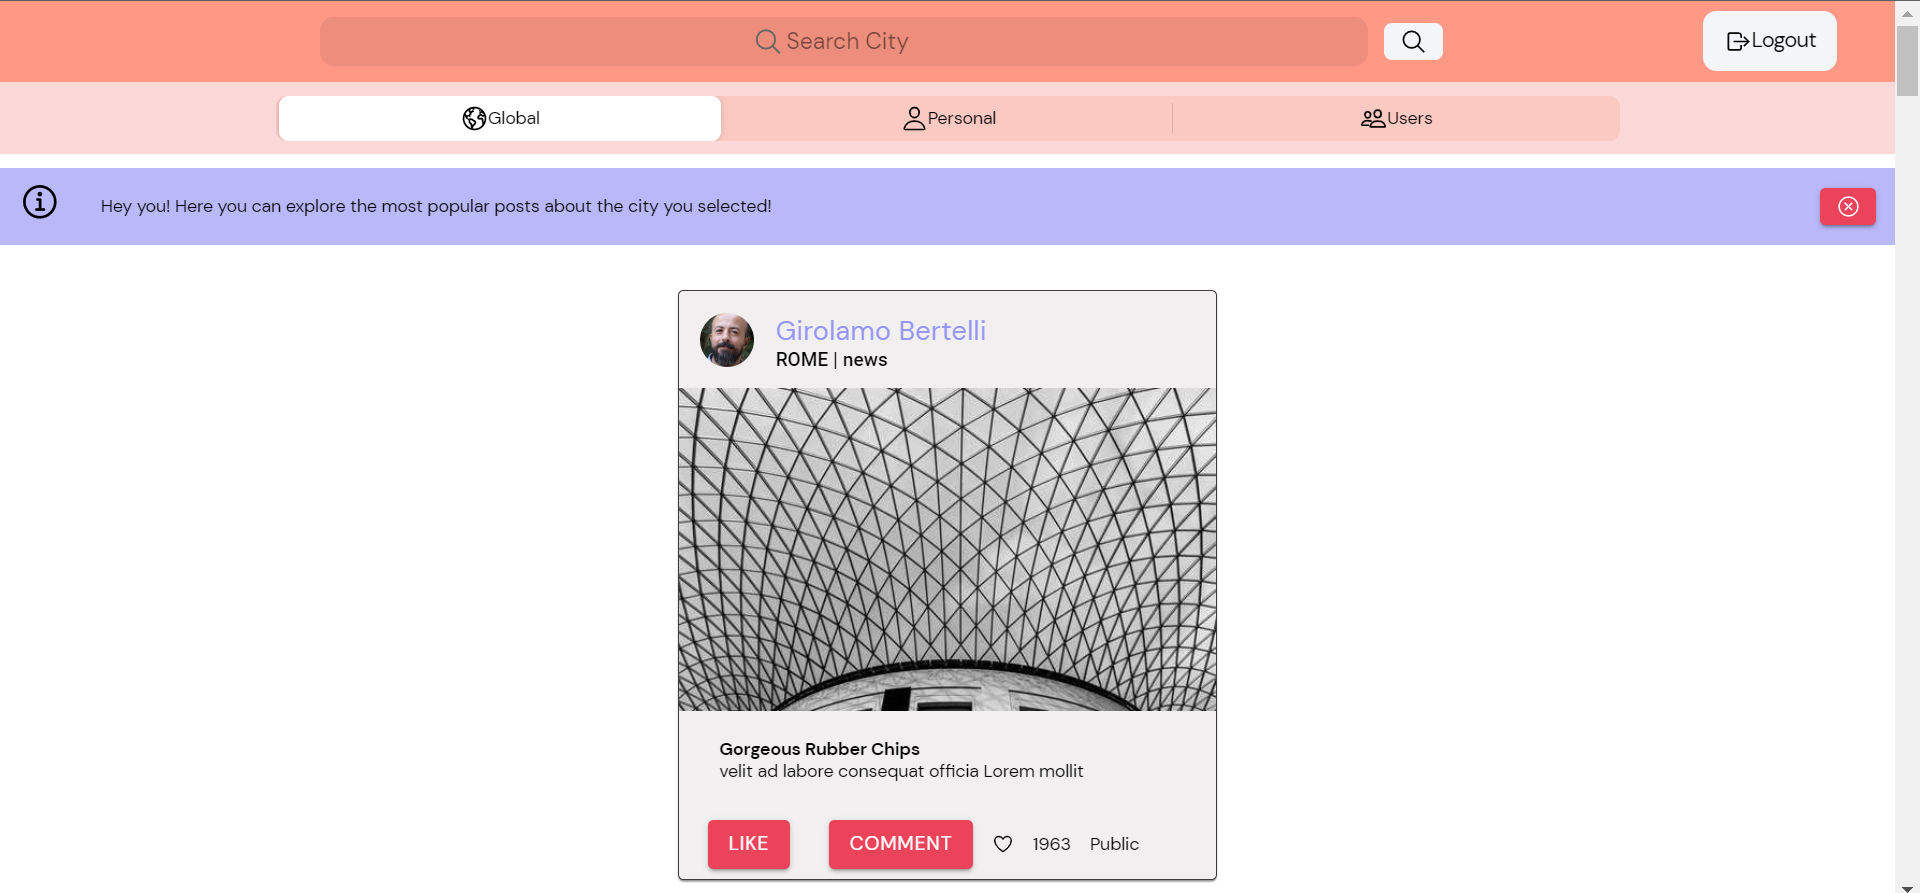 Search City
Logout
Global
Personal
Users
Hey you! Here you can explore the most popular posts about the city you selected!
Girolamo Bertelli
ROME | news
Gorgeous Rubber Chips
velit ad labore consequat officia Lorem mollit
LIKE
COMMENT
1963
Public